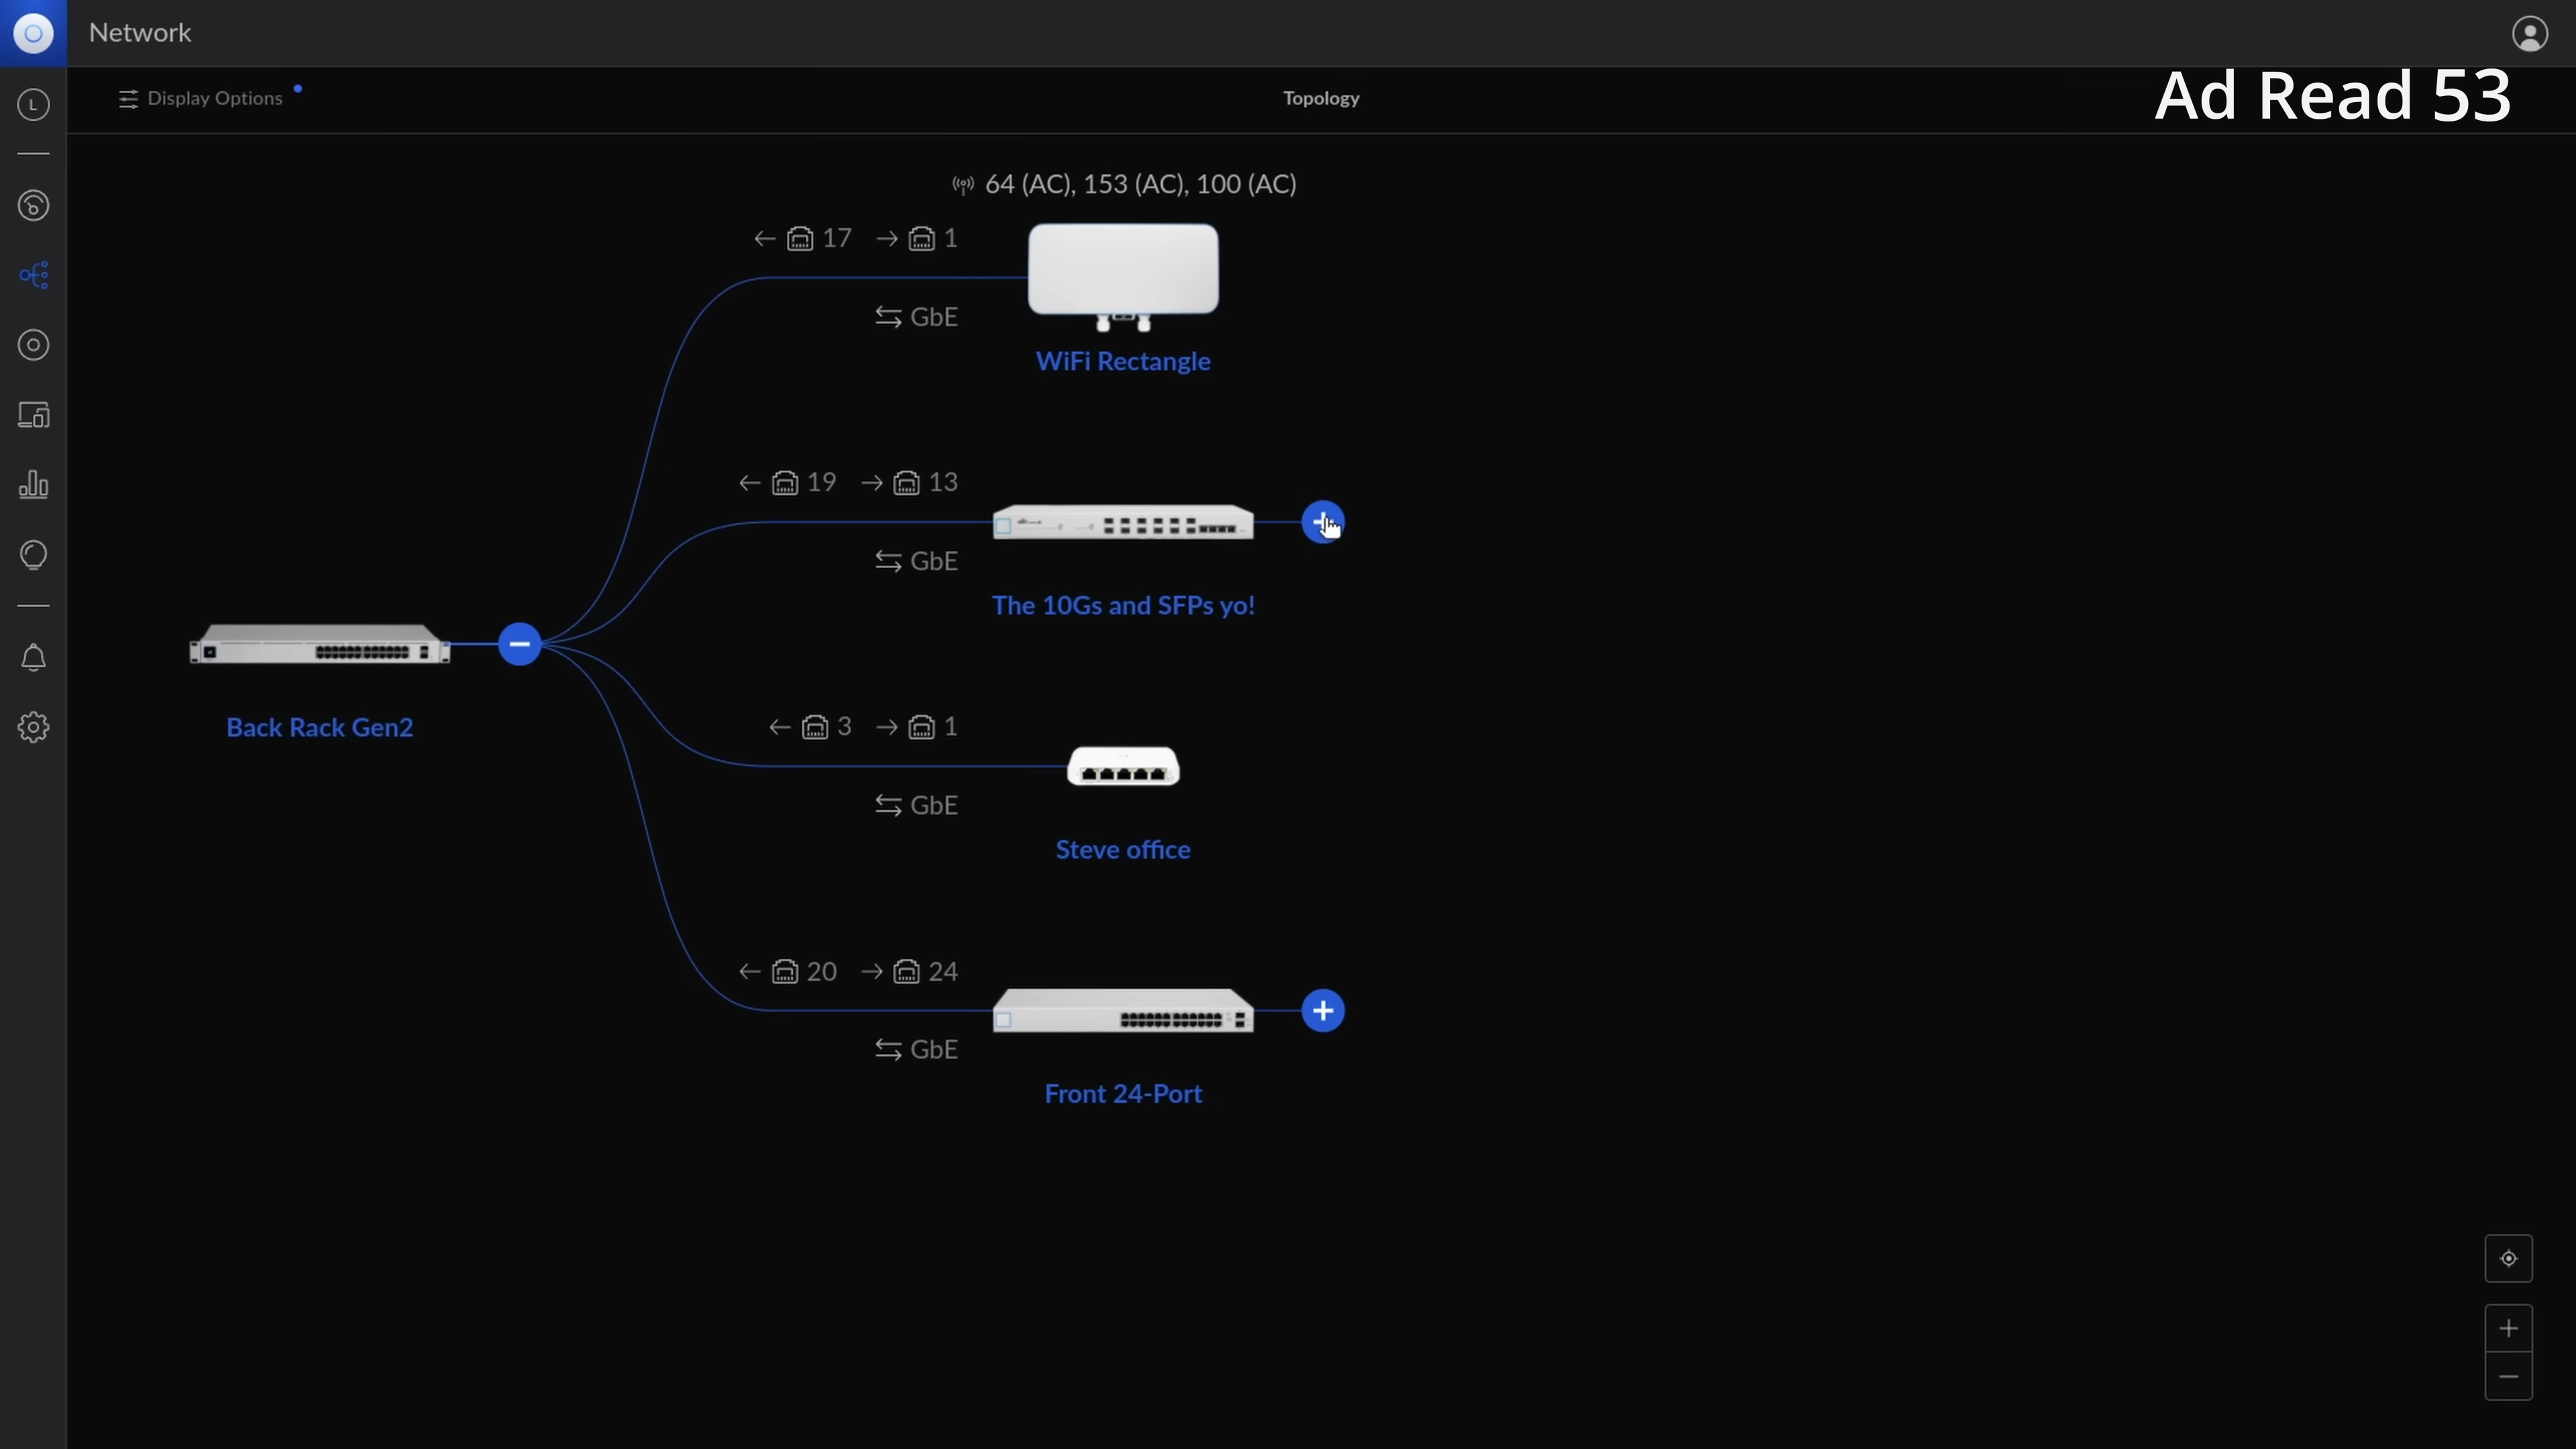 Network
L
Display Options
Topology
Ad Read 53
64 (AC), 153 (AC), 100 (AC)
← 17 → 1
GbE
WiFi Rectangle
← 19 → 13
GbE
The 10Gs and SFPs yo!
Back Rack Gen2
← 3 → 1
GbE
Steve office
← 20 → 24
GbE
Front 24-Port